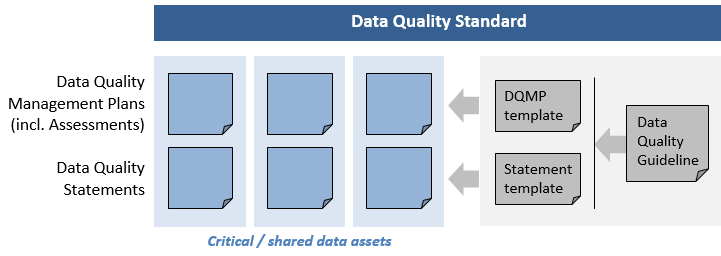 Data Quality Standard
Data Quality
Management Plans
(incl. Assessments)
DQMP
template
Data
Quality
Guideline
Data Quality
Statements
Statement
template
Critical / shared data assets